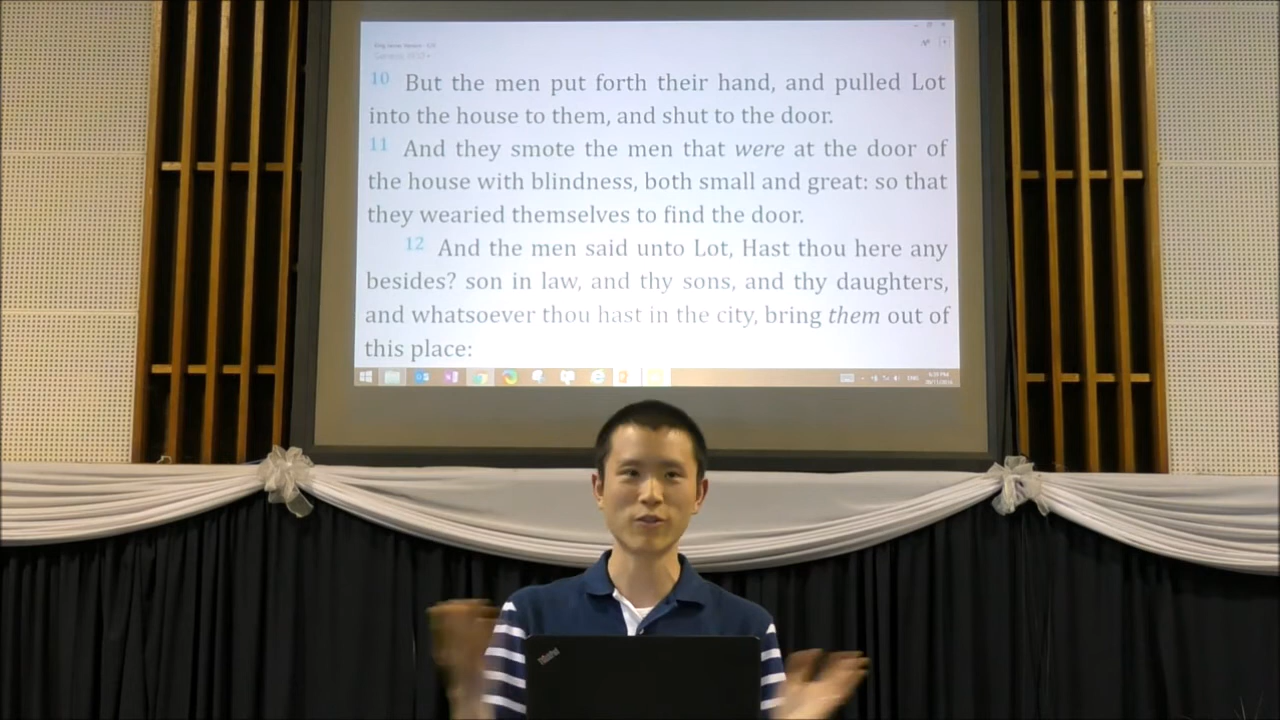 10 But the men put forth their hand, and pulled Lot
into the house to them, and shut to the door.
11 And they smote the men that were at the door of
the house with blindness, both small and great: so that
they wearied themselves to find the door.
12 And the men said unto Lot, Hast thou here any
besides? son in law, and thy sons, and thy daughters,
and whatsoever thou hast in the city, bring them out of
this place:
ThinkPad